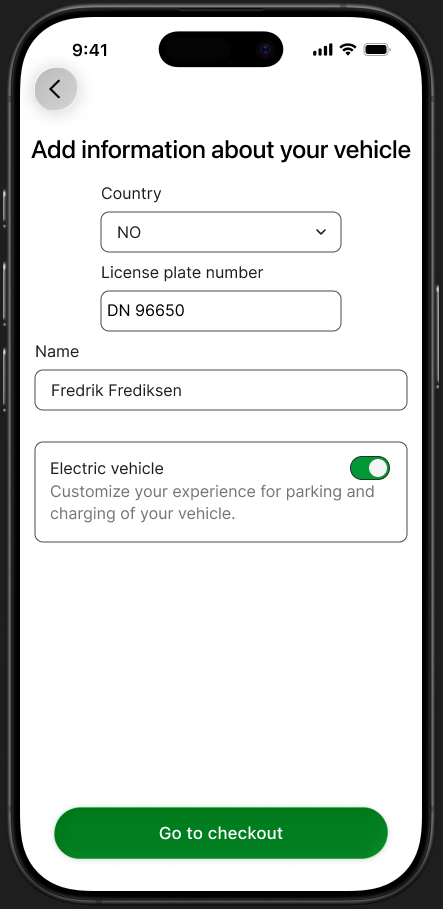 9:41
Add information about your vehicle
Country
NO
License plate number
DN 96650
Name
Fredrik Frediksen
Electric vehicle
Customize your experience for parking and
charging of your vehicle.
Go to checkout